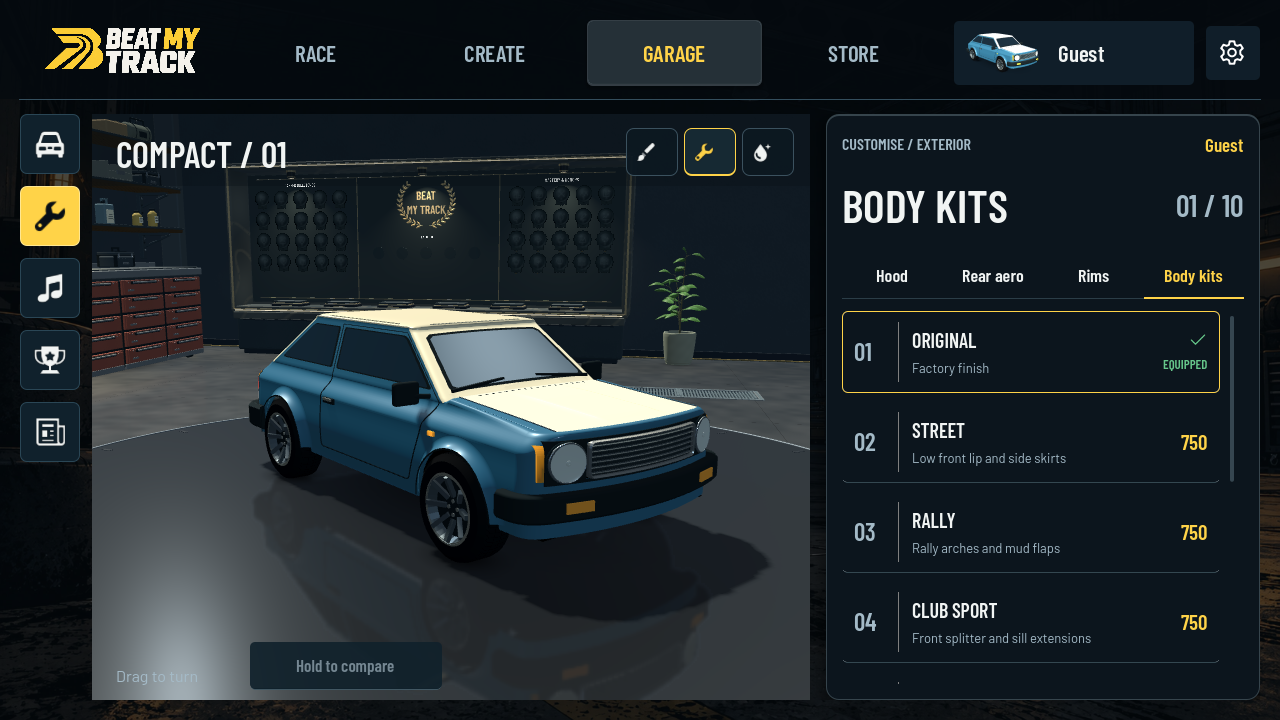 BEAT MY
TRACK
RACE
CREATE
GARAGE
STORE
Guest
COMPACT / 01
BEAT
MY TRACK
Drag to turn
Hold to compare
CUSTOMISE / EXTERIOR
Guest
BODY KITS
01 / 10
Hood
Rear aero
Rims
Body kits
01
ORIGINAL
Factory finish
EQUIPPED
02
STREET
Low front lip and side skirts
750
03
RALLY
Rally arches and mud flaps
750
04
CLUB SPORT
Front splitter and sill extensions
750